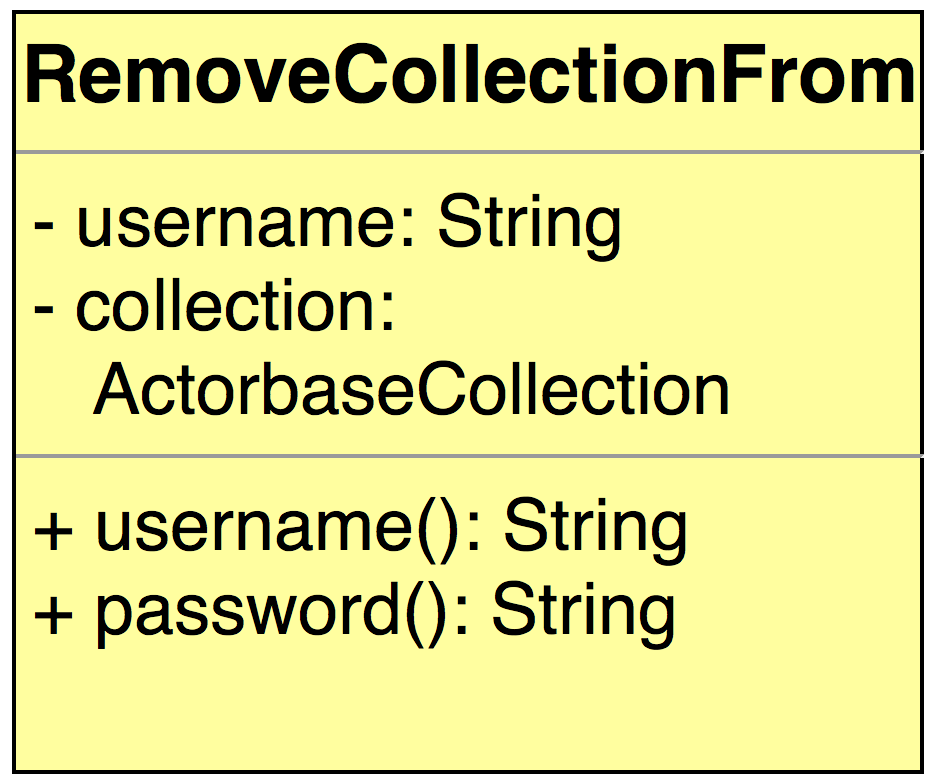 RemoveCollectionFrom
- username: String
- collection:
ActorbaseCollection
+ username(): String
+ password(): String